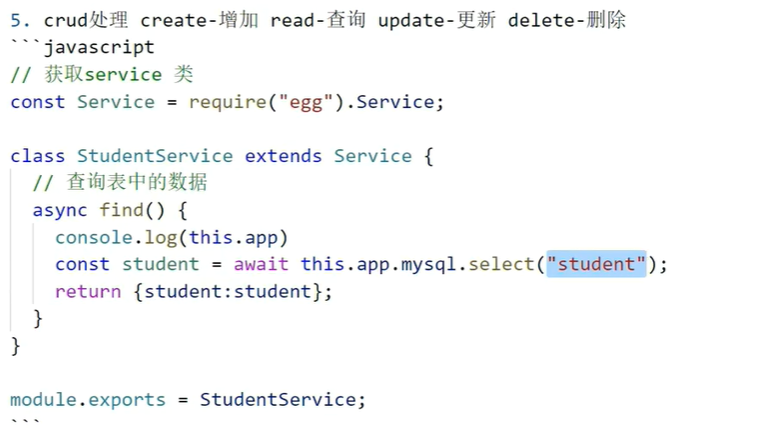 5. crud处理 create-增加 read-查询 update-更新 delete-删除
```javascript
// 获取service 类
const Service = require("egg").Service;
class StudentService extends Service {
// 查询表中的数据
async find() {
console.log(this.app)
const student = await this.app.mysql.select("student");
return {student:student};
}
}
module.exports = StudentService;
```